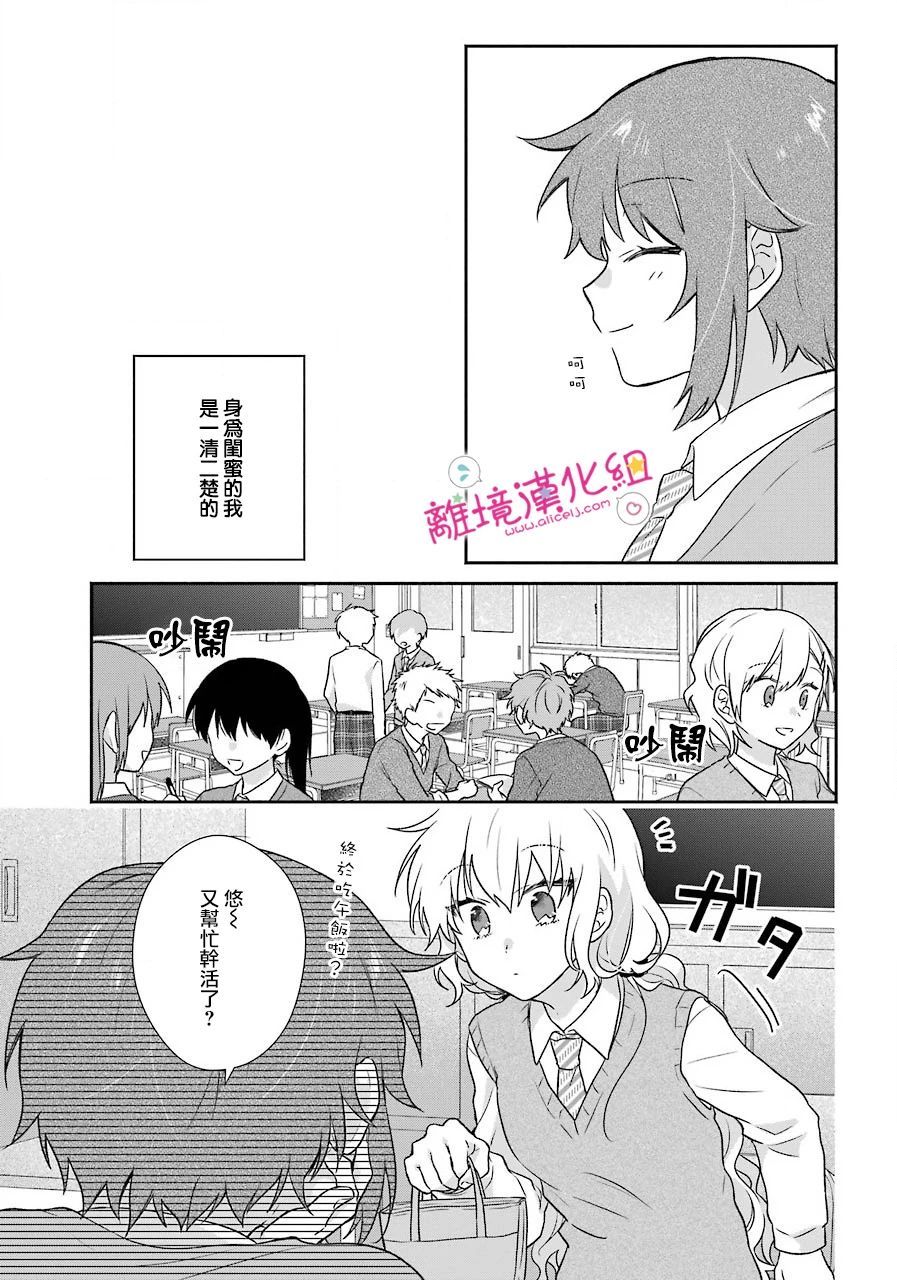 呵
呵
離境漢化組
www.alicelj.com
身為閨蜜的我
是一清二楚的
吵鬧
吵鬧
ガタ
終於吃午飯啦？
悠～
又幫忙幹活了？